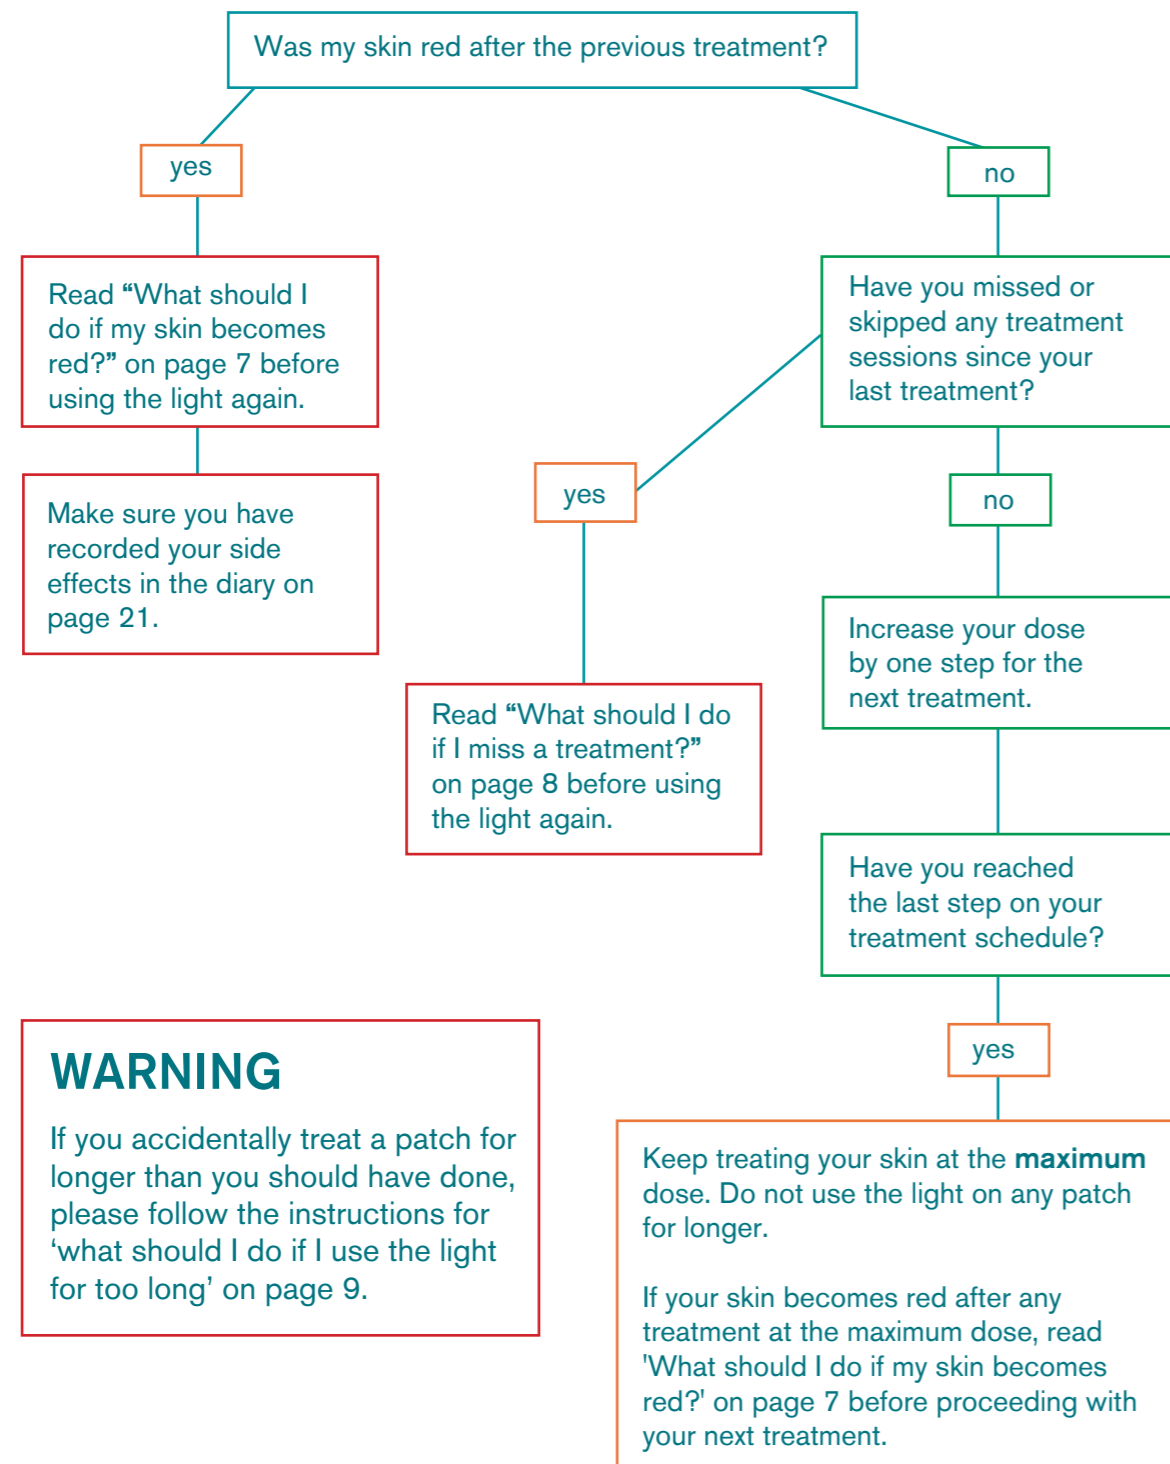 Was my skin red after the previous treatment?
yes
no
Read “What should I
do if my skin becomes
red?” on page 7 before
using the light again.
Have you missed or
skipped any treatment
sessions since your
last treatment?
Make sure you have
recorded your side
effects in the diary on
page 21.
yes
no
Increase your dose
by one step for the
next treatment.
Read “What should I do
if I miss a treatment?”
on page 8 before using
the light again.
Have you reached
the last step on your
treatment schedule?
yes
WARNING
If you accidentally treat a patch for
longer than you should have done,
please follow the instructions for
‘what should I do if I use the light
for too long’ on page 9.
Keep treating your skin at the maximum
dose. Do not use the light on any patch
for longer.
If your skin becomes red after any
treatment at the maximum dose, read
'What should I do if my skin becomes
red?' on page 7 before proceeding with
your next treatment.